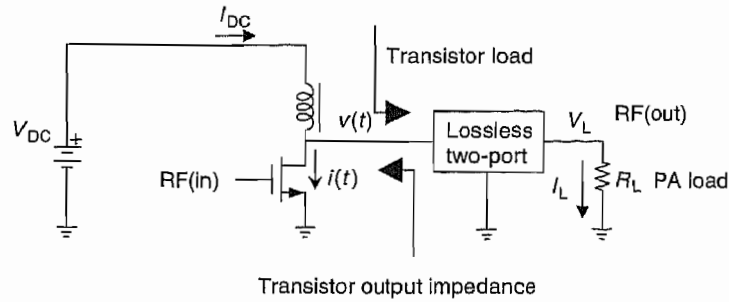 I_DC
Transistor load
V_DC
+
v(t)
Lossless
two-port
V_L
RF(out)
RF(in)
i(t)
I_L
R_L PA load
Transistor output impedance